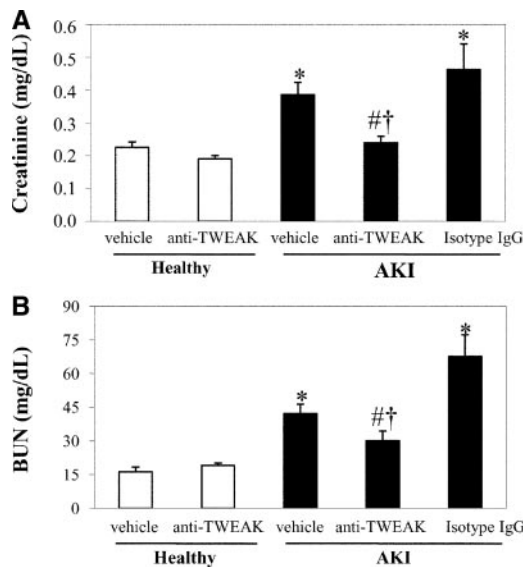 A
Creatinine (mg/dL)
0.6
0.5
0.4
0.3
0.2
0.1
0.0
*
#†
*
vehicle anti-TWEAK vehicle anti-TWEAK Isotype IgG
Healthy AKI
B
BUN (mg/dL)
90
75
60
45
30
15
0
*
#†
*
vehicle anti-TWEAK vehicle anti-TWEAK Isotype IgG
Healthy AKI